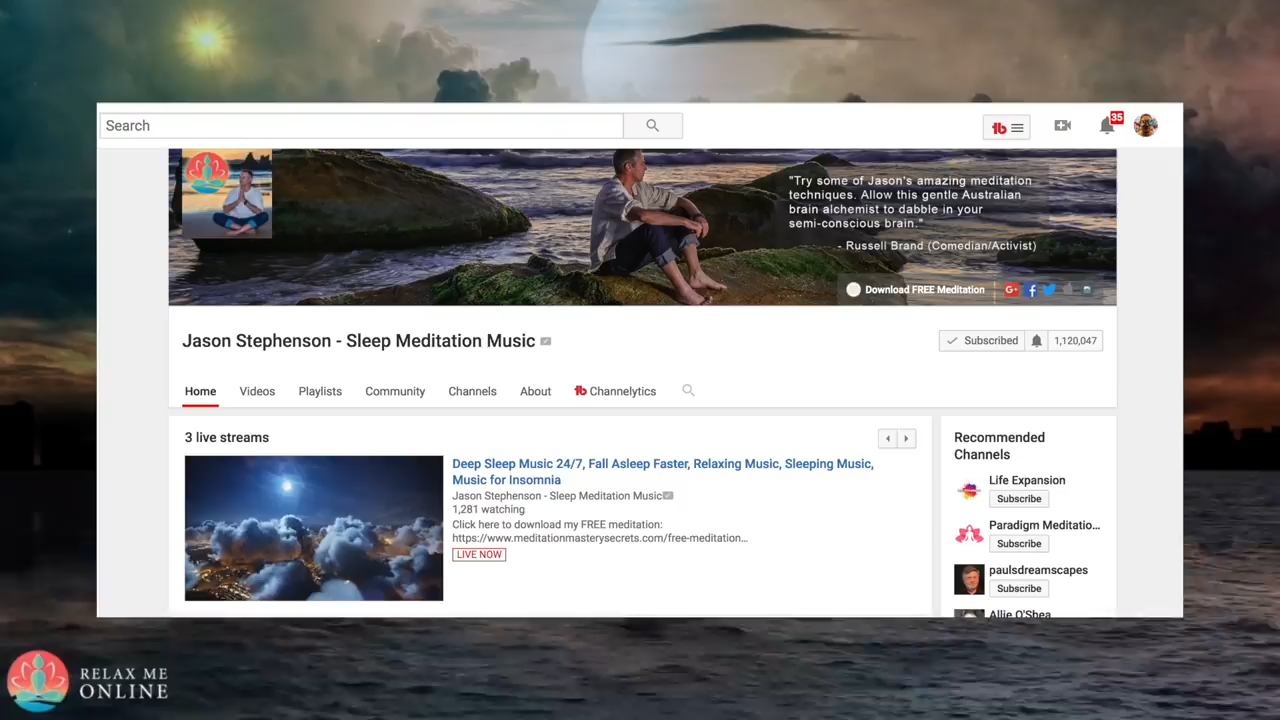 Search
35
"Try some of Jason's amazing meditation
techniques. Allow this gentle Australian
brain alchemist to dabble in your
semi-conscious brain."
- Russell Brand (Comedian/Activist)
Download FREE Meditation
G+
Jason Stephenson - Sleep Meditation Music
Subscribed
1,120,047
Home
Videos
Playlists
Community
Channels
About
Channelytics
3 live streams
Deep Sleep Music 24/7, Fall Asleep Faster, Relaxing Music, Sleeping Music,
Music for Insomnia
Jason Stephenson - Sleep Meditation Music
1,281 watching
Click here to download my FREE meditation:
https://www.meditationmasterysecrets.com/free-meditation...
LIVE NOW
Recommended
Channels
Life Expansion
Subscribe
Paradigm Meditatio...
Subscribe
paulsdreamscapes
Subscribe
Allie O'Shea
RELAX ME
ONLINE